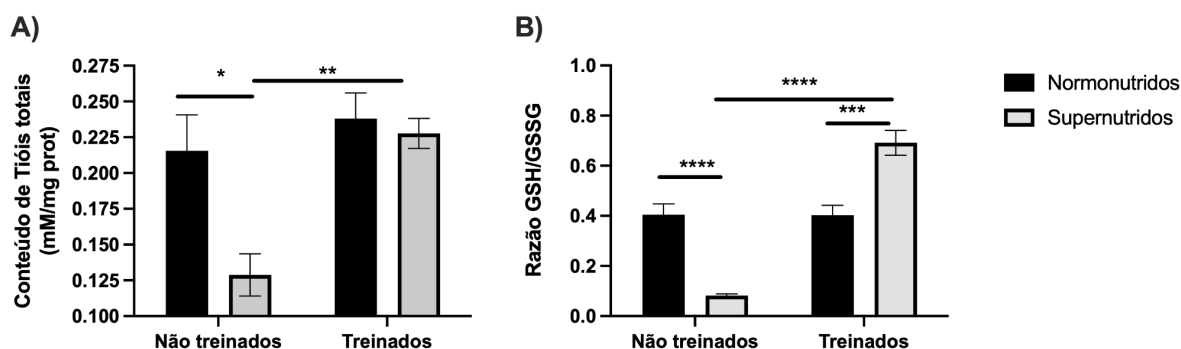 A)
Conteúdo de Tióis totais
(mM/mg prot)
0.275
0.250
0.225
0.200
0.175
0.150
0.125
0.100
*
**
Não treinados
Treinados
B)
Razão GSH/GSSG
1.0
0.8
0.6
0.4
0.2
0.0
****
****
***
Não treinados
Treinados
Normonutridos
Supernutridos